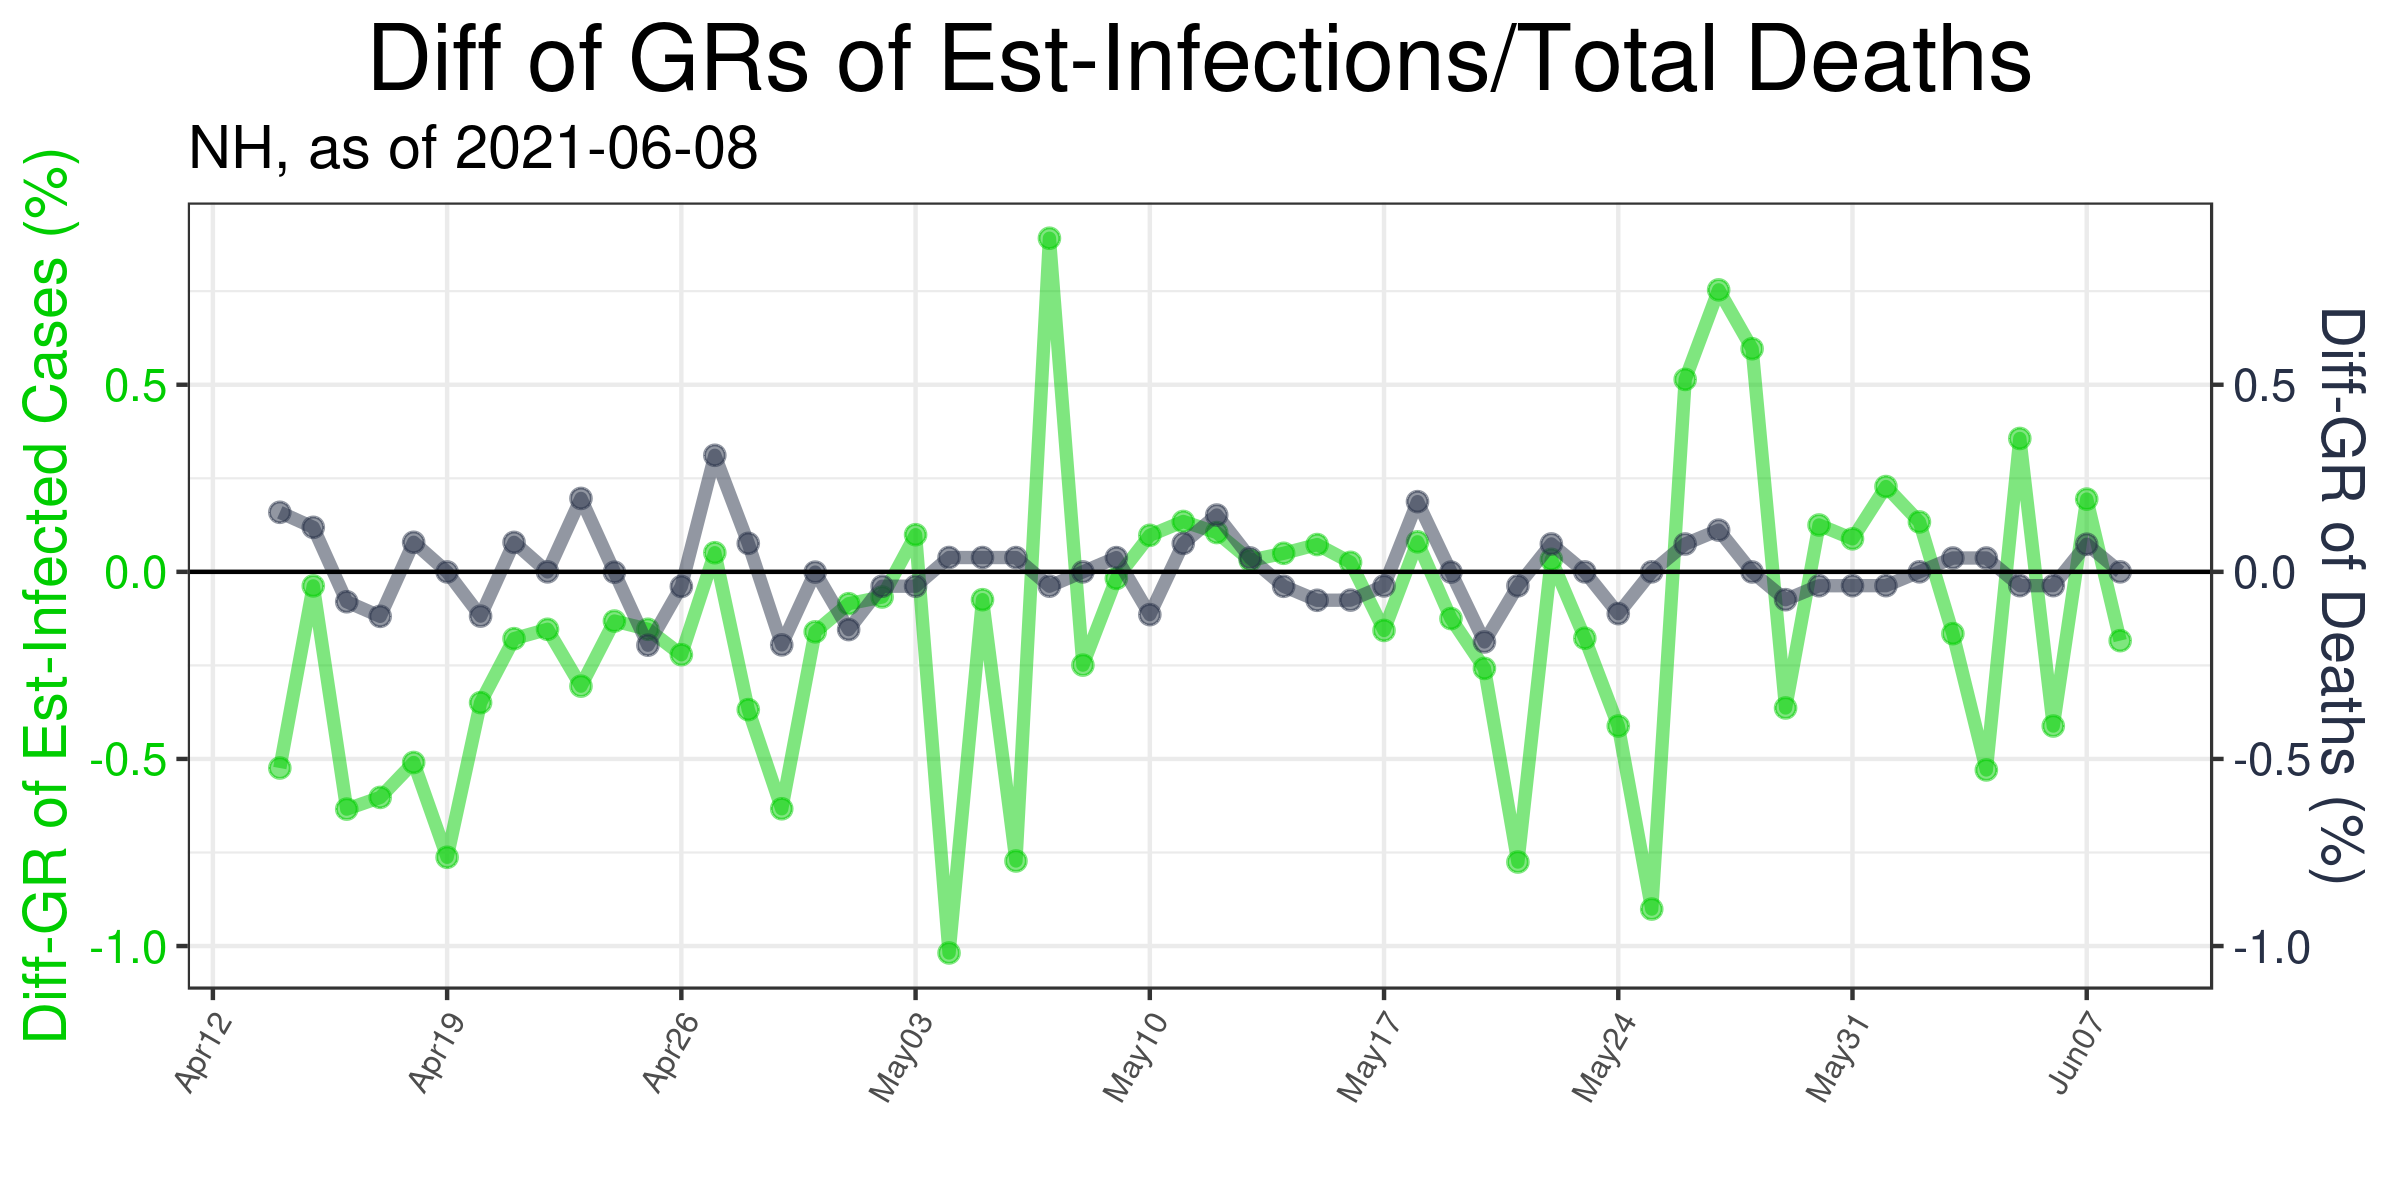 Diff of GRs of Est-Infections/Total Deaths
NH, as of 2021-06-08
Diff-GR of Est-Infected Cases (%)
0.5
0.0
-0.5
-1.0
0.5
0.0
-0.5
-1.0
Diff-GR of Deaths (%)
Apr12
Apr19
Apr26
May03
May10
May17
May24
May31
Jun07